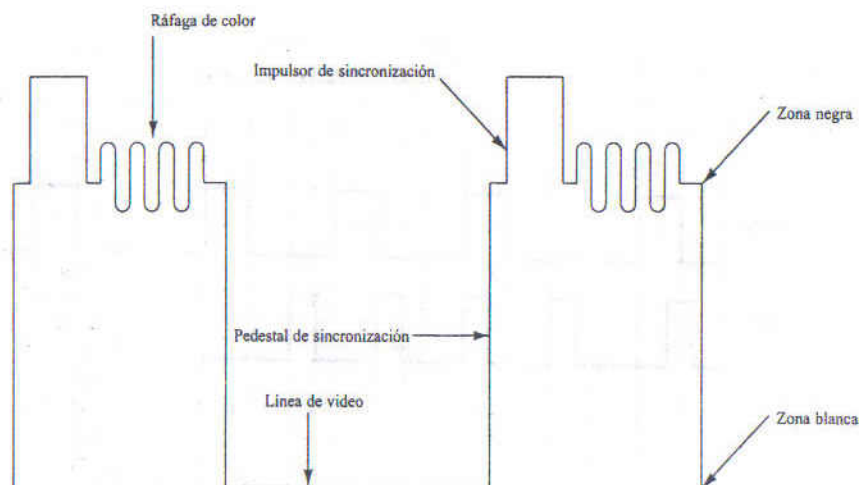 Ráfaga de color
Impulsor de sincronización
Zona negra
Pedestal de sincronización
Línea de video
Zona blanca